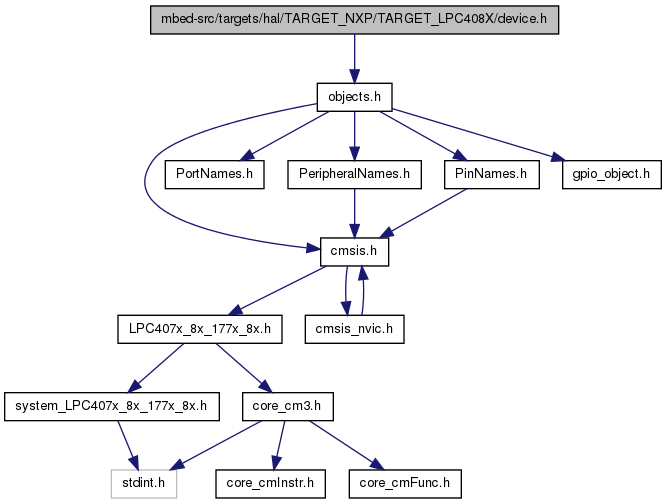 mbed-src/targets/hal/TARGET_NXP/TARGET_LPC408X/device.h
objects.h
PortNames.h
PeripheralNames.h
PinNames.h
gpio_object.h
cmsis.h
LPC407x_8x_177x_8x.h
cmsis_nvic.h
system_LPC407x_8x_177x_8x.h
core_cm3.h
stdint.h
core_cmInstr.h
core_cmFunc.h